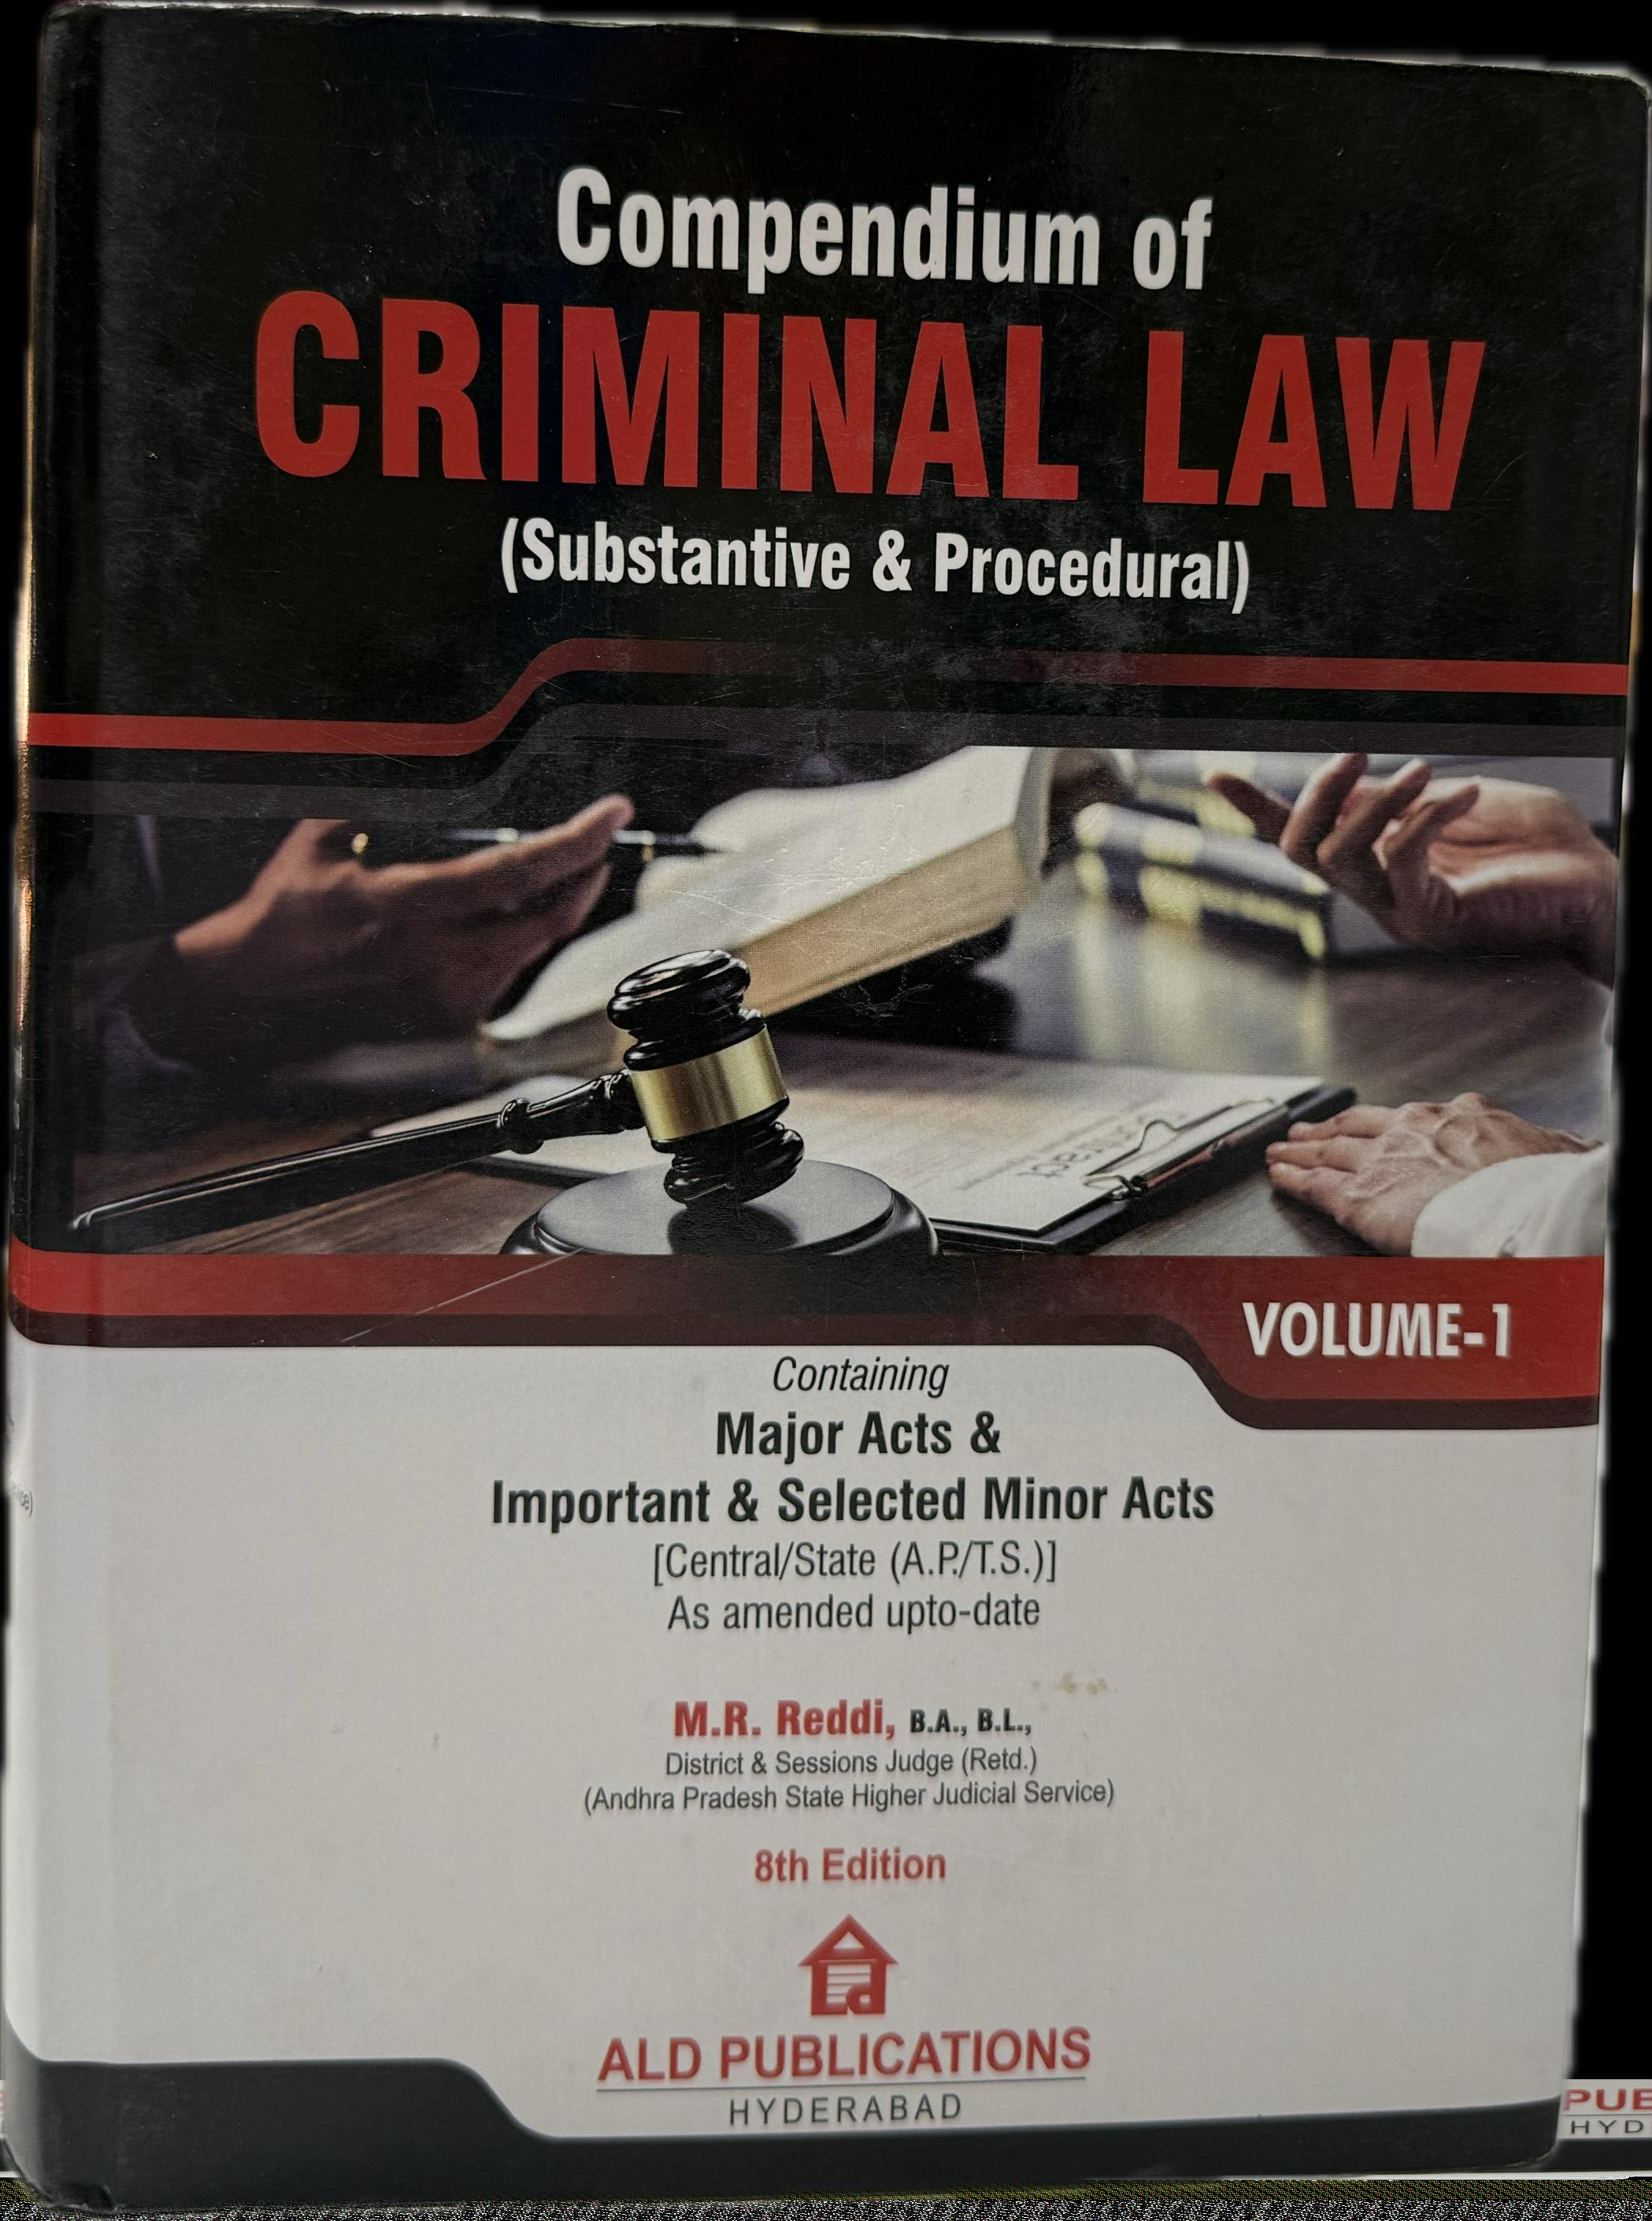 Compendium of
CRIMINAL LAW
(Substantive & Procedural)
VOLUME-1
Containing
Major Acts &
Important & Selected Minor Acts
[Central/State (A.P./T.S.)]
As amended upto-date
M.R. Reddi, B.A., B.L.,
District & Sessions Judge (Retd.)
(Andhra Pradesh State Higher Judicial Service)
8th Edition
ALD PUBLICATIONS
HYDERABAD